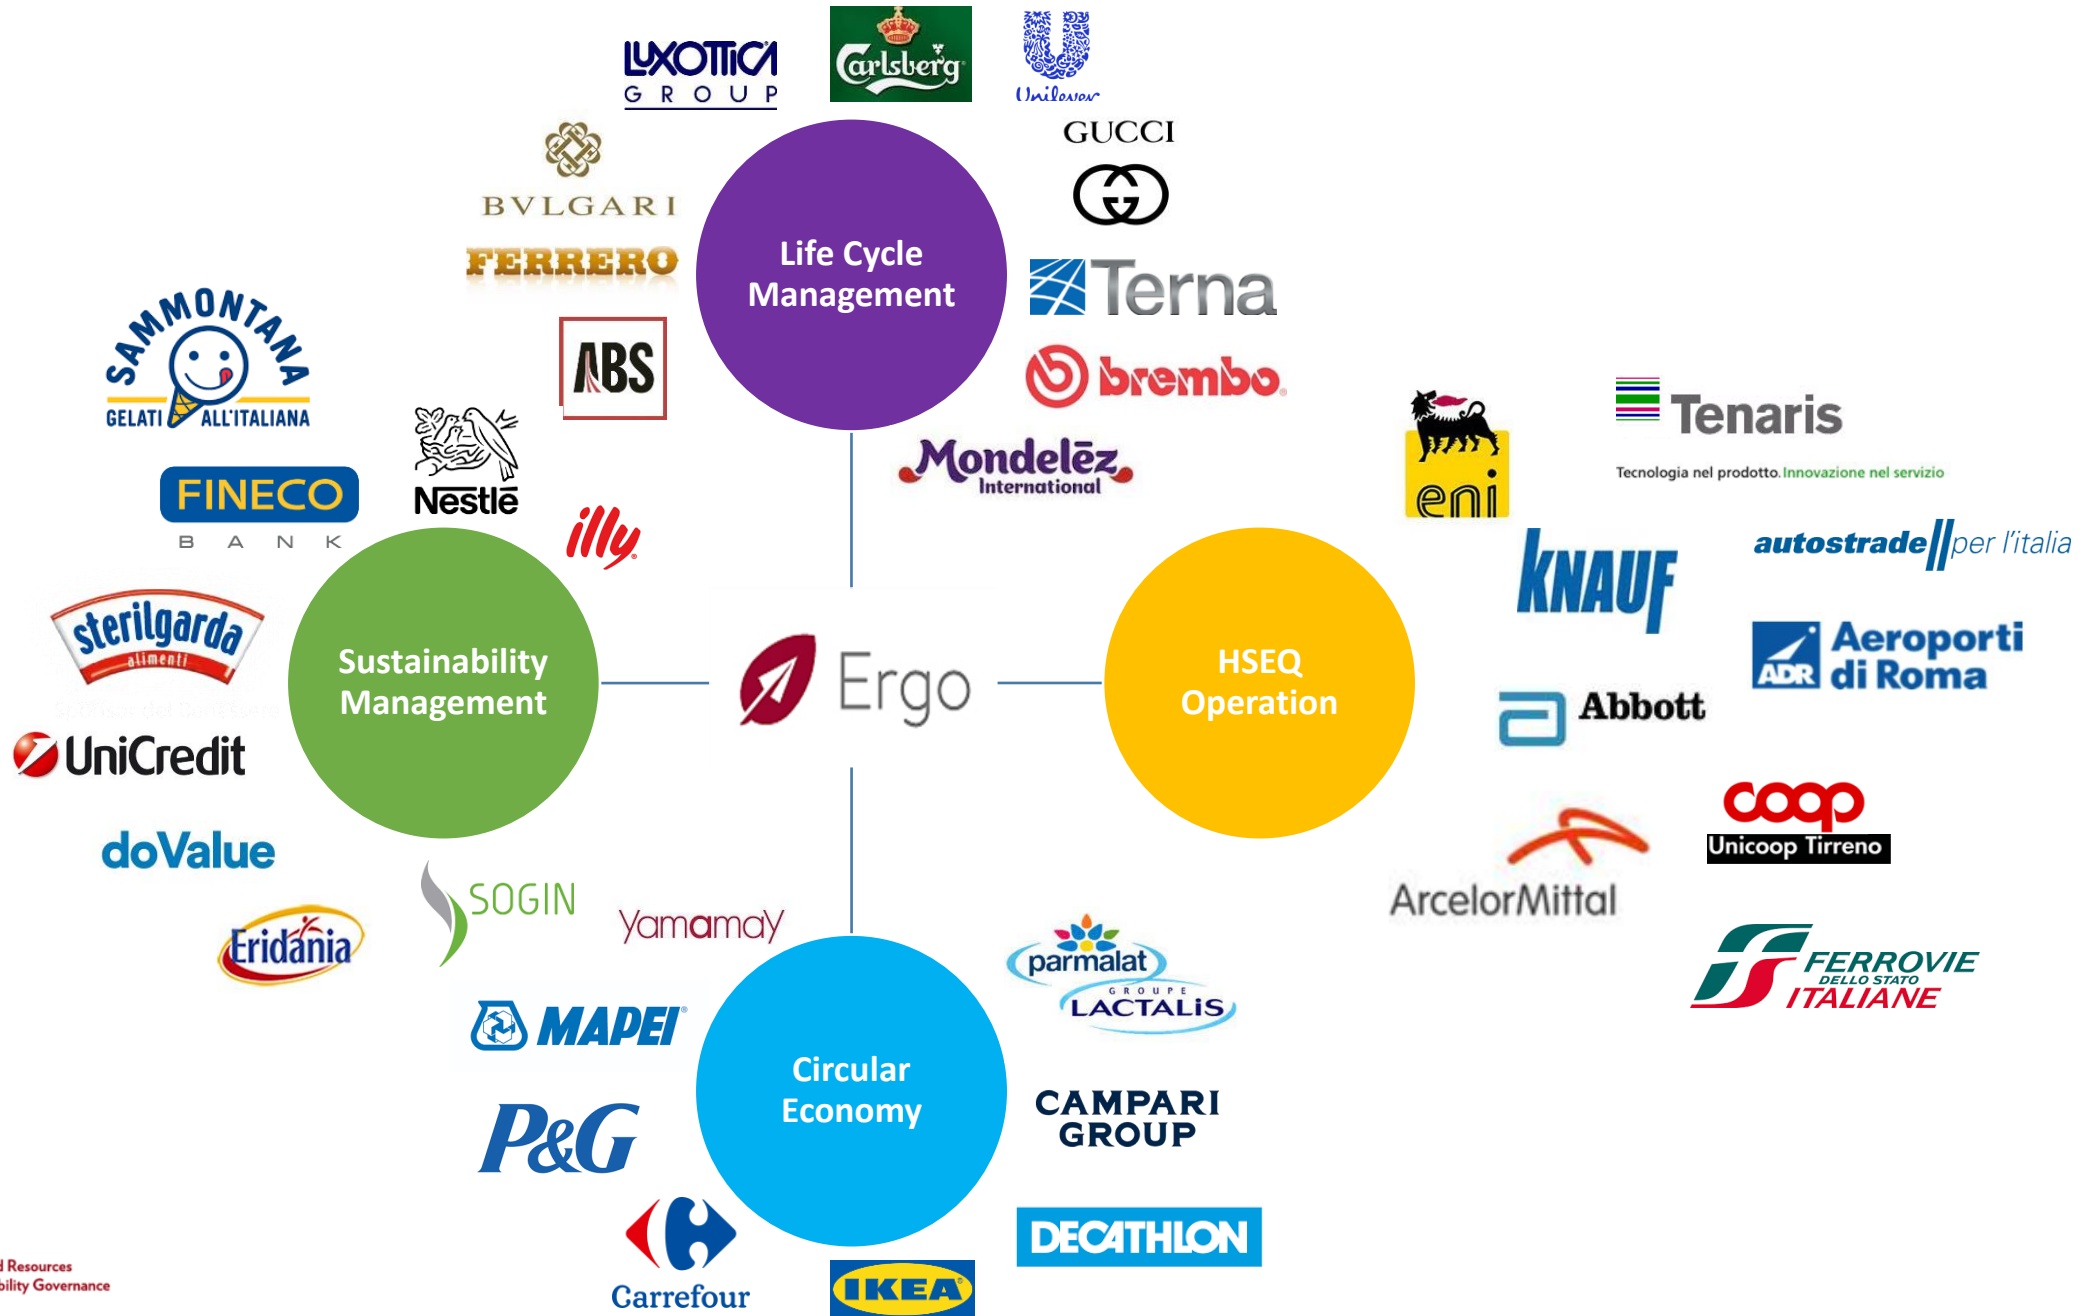 LUXOTTICA
GROUP
Carlsberg
Unilever
BVLGARI
GUCCI
FERRERO
Life Cycle
Management
Terna
SAMMONTANA
GELATI ALL'ITALIANA
ABS
brembo
Nestlé
Mondelēz
International
eni
Tenaris
Tecnologia nel prodotto. Innovazione nel servizio
FINECO
BANK
illy
KNAUF
autostrade per l'italia
sterilgarda
alimenti
Sustainability
Management
Ergo
HSEQ
Operation
ADR Aeroporti
di Roma
Abbott
UniCredit
doValue
coop
Unicoop Tirreno
ArcelorMittal
Eridania
SOGIN
yamamay
parmalat
GROUPE
LACTALIS
FERROVIE
DELLO STATO
ITALIANE
MAPEI
Circular
Economy
P&G
CAMPARI
GROUP
Carrefour
IKEA
DECATHLON
Resources
bility Governance